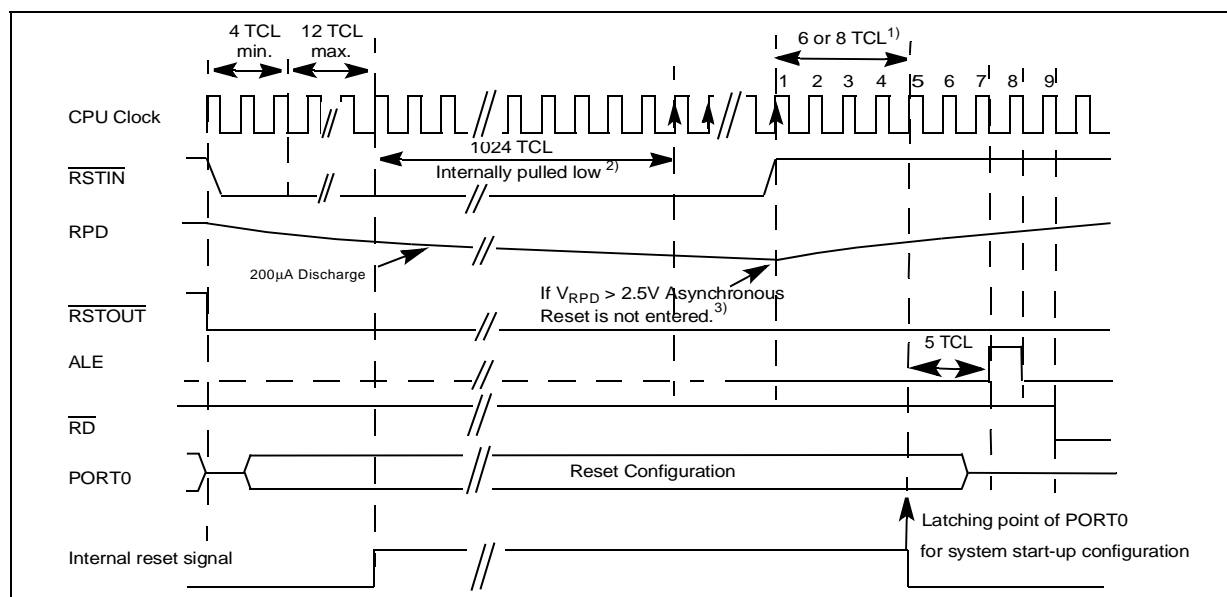 4 TCL
min.
12 TCL
max.
6 or 8 TCL1)
1 2 3 4 5 6 7 8 9
CPU Clock
1024 TCL
Internally pulled low 2)
RSTIN
RPD
200μA Discharge
If VRPD > 2.5V Asynchronous
Reset is not entered.3)
RSTOUT
5 TCL
ALE
RD
PORT0
Reset Configuration
Latching point of PORT0
for system start-up configuration
Internal reset signal